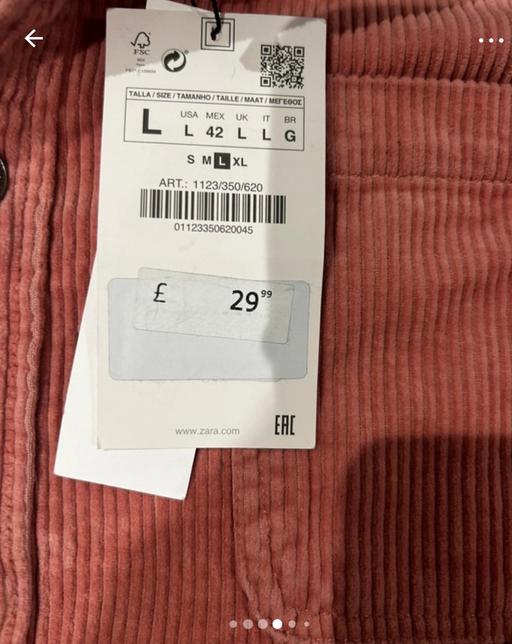 FSC
TALLA / SIZE / TAMANHO / TAILLE / MAAT / ΜΕΓΕΘΟΣ
L
USA MEX UK IT BR
L 42 L L G
S M L XL
ART.: 1123/350/620
01123350620045
£ 29⁹⁹
www.zara.com
EAC